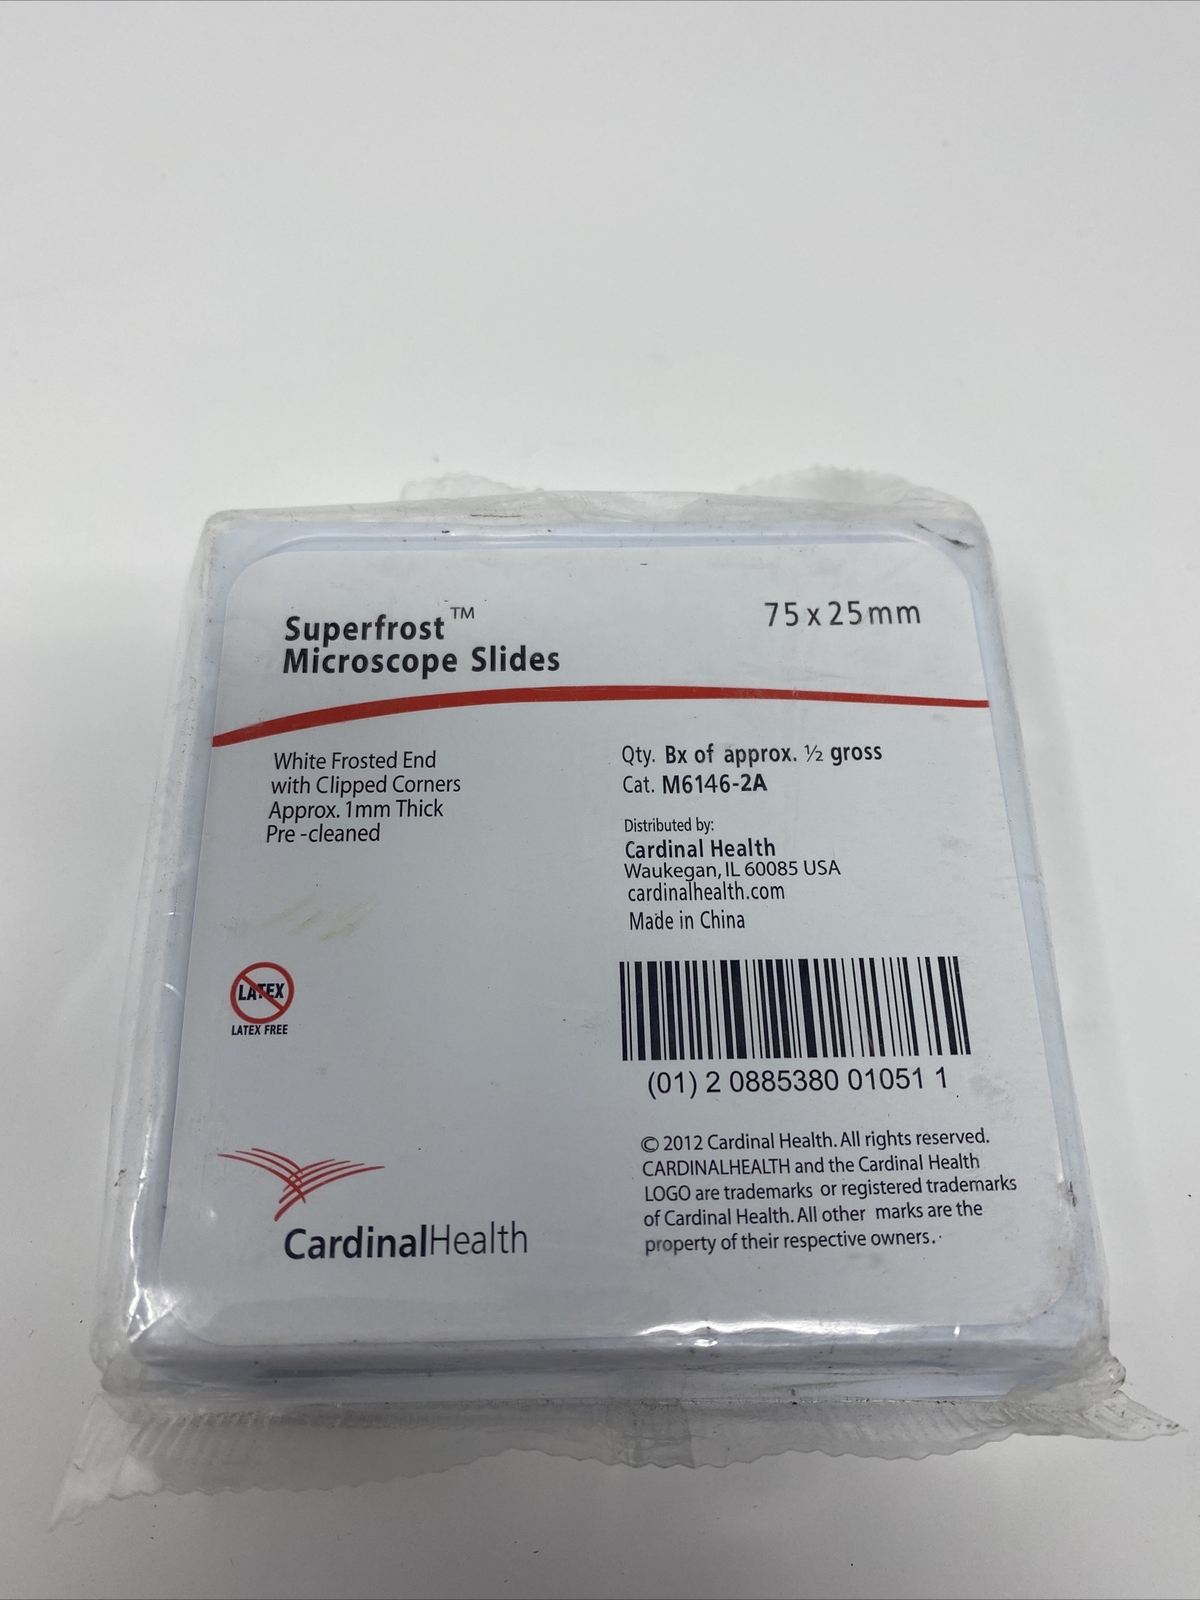 Superfrost™
Microscope Slides
75 x 25 mm
White Frosted End
with Clipped Corners
Approx. 1mm Thick
Pre -cleaned
Qty. Bx of approx. ½ gross
Cat. M6146-2A
Distributed by:
Cardinal Health
Waukegan, IL 60085 USA
cardinalhealth.com
Made in China
LATEX
LATEX FREE
(01) 2 0885380 01051 1
© 2012 Cardinal Health. All rights reserved.
CARDINALHEALTH and the Cardinal Health
LOGO are trademarks or registered trademarks
of Cardinal Health. All other marks are the
property of their respective owners.
CardinalHealth